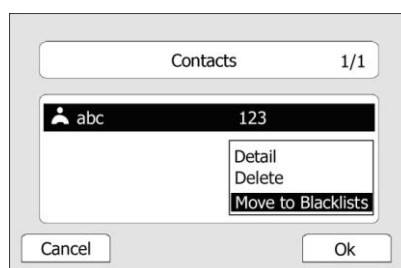 Contacts 1/1
abc 123
Detail
Delete
Move to Blacklists
Cancel Ok